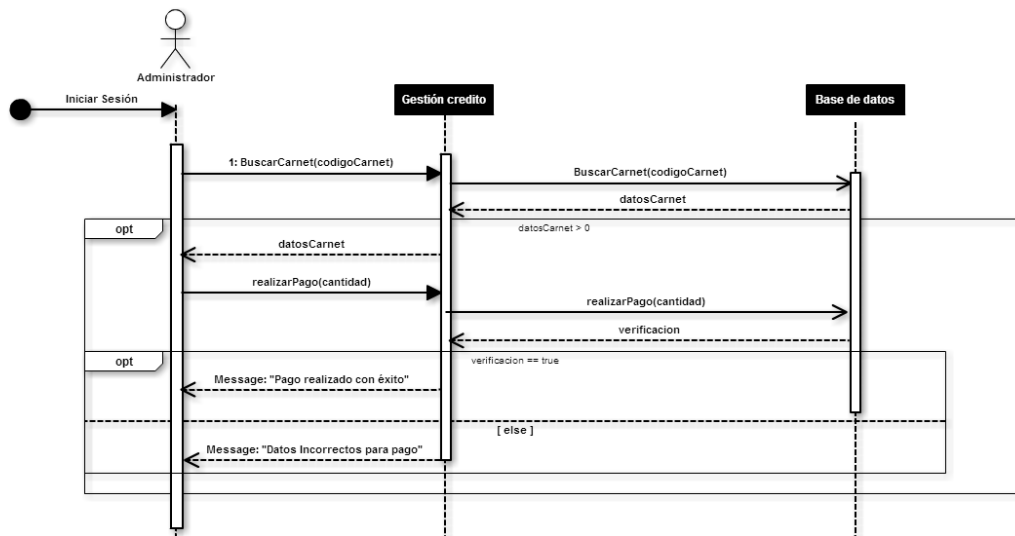 Administrador
Iniciar Sesión
Gestión credito
Base de datos
1: BuscarCarnet(codigoCarnet)
BuscarCarnet(codigoCarnet)
datosCarnet
opt
datosCarnet > 0
datosCarnet
realizarPago(cantidad)
realizarPago(cantidad)
verificacion
opt
verificacion == true
Message: "Pago realizado con éxito"
[ else ]
Message: "Datos Incorrectos para pago"